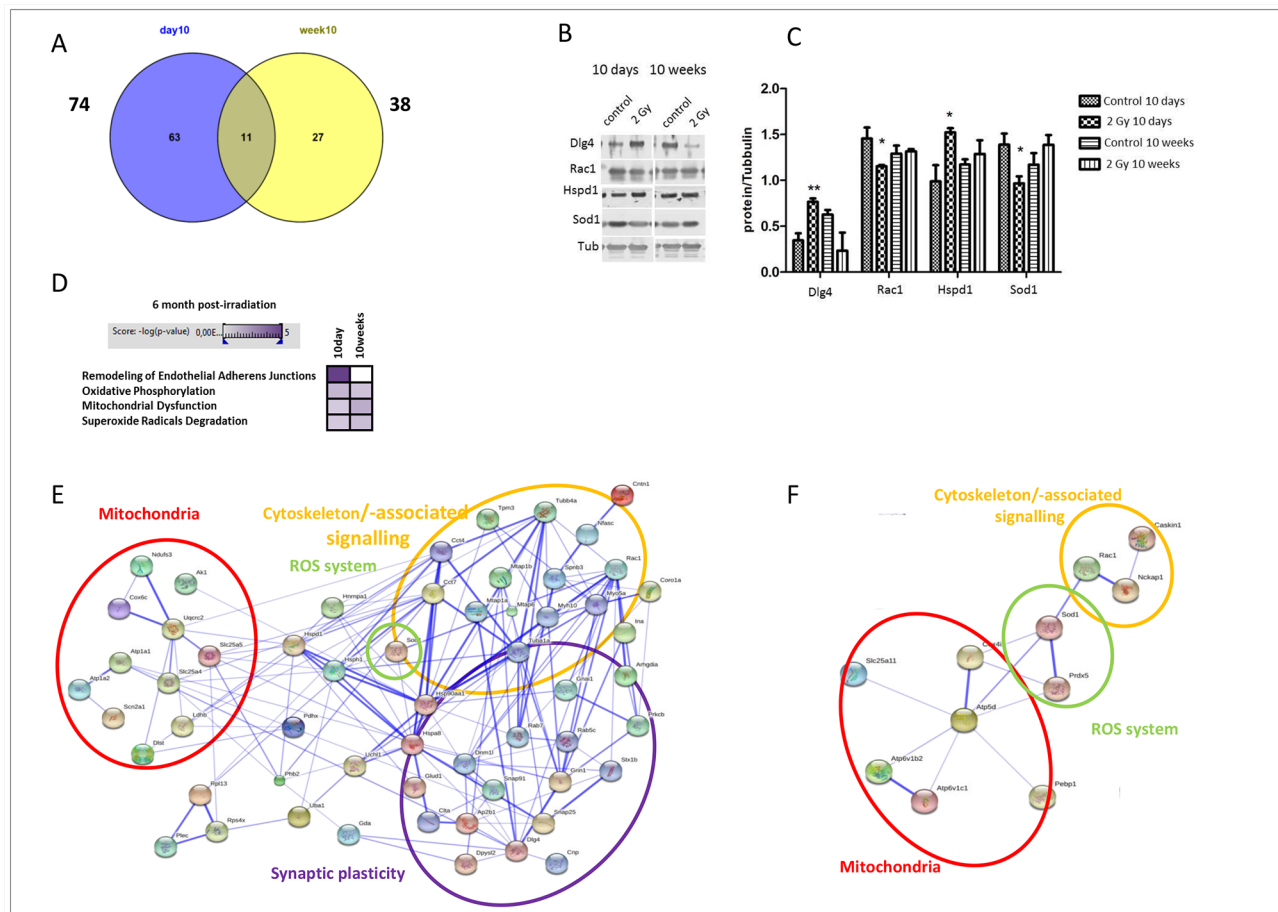 A
day10
week10
74
63
11
27
38
B
10 days 10 weeks
control
2 Gy
control
2 Gy
Dlg4
Rac1
Hspd1
Sod1
Tub
C
protein/Tubbulin
2.0
1.5
1.0
0.5
0.0
**
*
*
*
Dlg4
Rac1
Hspd1
Sod1
Control 10 days
2 Gy 10 days
Control 10 weeks
2 Gy 10 weeks
D
6 month post-irradiation
Score: -log(p-value) 0,00E... 5
10day
10weeks
Remodeling of Endothelial Adherens Junctions
Oxidative Phosphorylation
Mitochondrial Dysfunction
Superoxide Radicals Degradation
E
Mitochondria
Cytoskeleton/-associated
signalling
ROS system
Synaptic plasticity
Ndufs3
Ak1
Cox6c
Uqcrc2
Slc25a5
Atp1a1
Slc25a4
Atp1a2
Scn2a1
Ldhb
Dlst
Hnrnpa1
Hspd1
Hsph1
Pdhx
Phb2
Uchl1
Uba1
Gda
Rpl13
Rps4x
Plec
Cntn1
Tubb4a
Tpm3
Nfasc
Cct4
Cct7
Rac1
Mtap1b
Spnb3
Coro1a
Mtap1a
Mtap6
Myh10
Myo5a
Ina
Tuba1a
Arhgdia
Gnai1
Hsp90aa1
Prkcb
Hspa8
Rab7
Rab5c
Dnm1l
Stx1b
Glud1
Snap91
Grin1
Clta
Ap2b1
Snap25
Dlg4
Dpysl2
Cnp
F
Cytoskeleton/-associated
signalling
Caskin1
Rac1
Nckap1
Sod1
Slc25a11
Prdx5
Atp5d
ROS system
Atp6v1b2
Atp6v1c1
Pebp1
Mitochondria